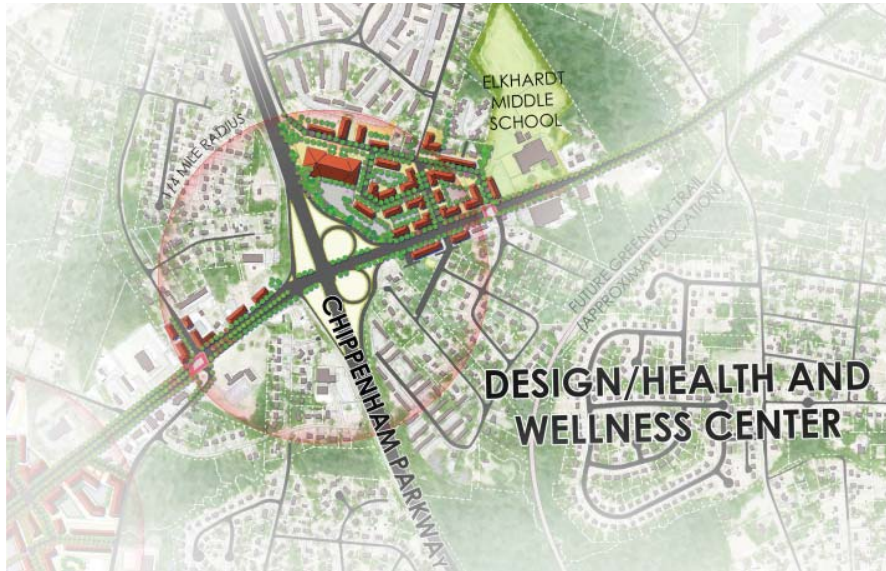 ELKHARDT
MIDDLE
SCHOOL
1/4 MILE RADIUS
FUTURE GREENWAY TRAIL
(APPROXIMATE LOCATION)
CHIPPENHAM PARKWAY
DESIGN/HEALTH AND
WELLNESS CENTER